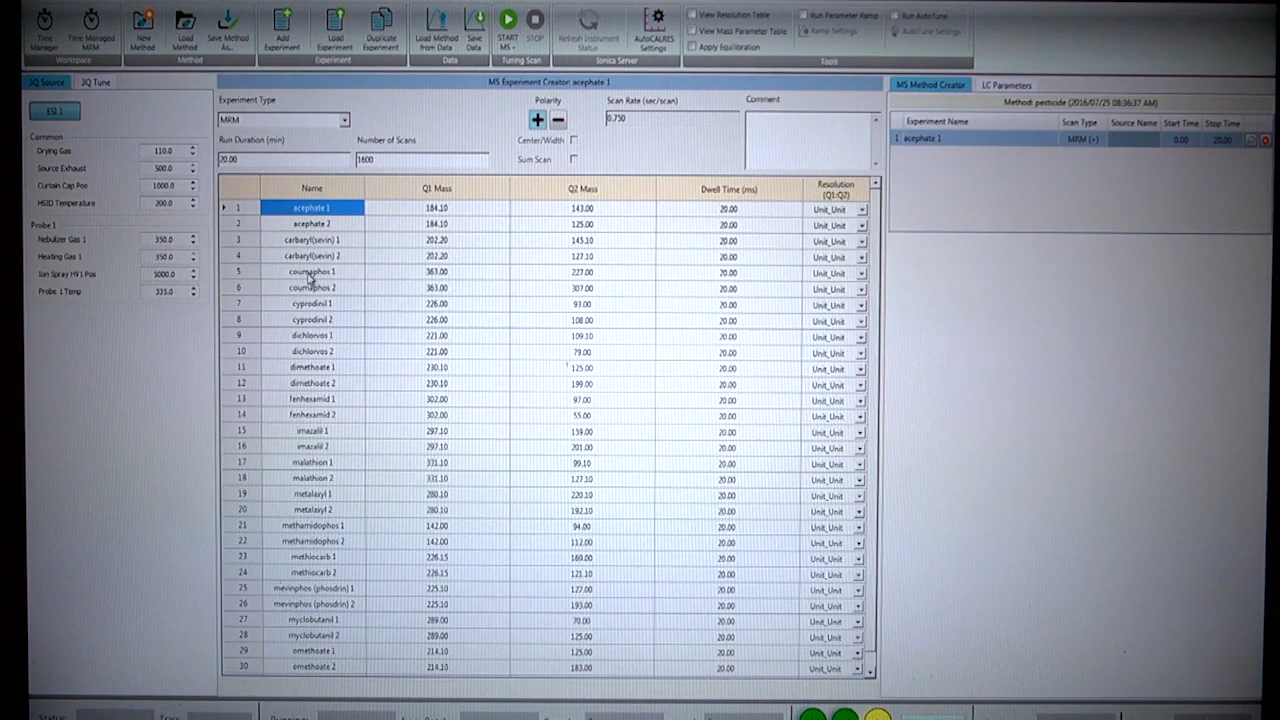 Time Manager
Time Managed MRM
New Method
Load Method
Save Method As...
Add Experiment
Load Experiment
Duplicate Experiment
Load Method from Data
Save Data
START MS
STOP
Refresh Instrument Status
AutoCALRES Settings
View Resolution Table
View Mass Parameter Table
Apply Equilibration
Run Parameter Ramp
Ramp Settings
Run AutoTune
AutoTune Settings
Workspace
Method
Experiment
Data
Tuning Scan
Ionica Server
Tools
3Q Source
3Q Tune
MS Experiment Creator: acephate 1
MS Method Creator
LC Parameters
ESI 1
Common
Drying Gas 110.0
Source Exhaust 500.0
Curtain Cap Pos 1000.0
HSID Temperature 200.0
Probe 1
Nebulizer Gas 1 350.0
Heating Gas 1 350.0
Ion Spray HV1 Pos 5000.0
Probe 1 Temp 335.0
Experiment Type
MRM
Polarity
+ −
Scan Rate (sec/scan)
0.750
Comment
Run Duration (min)
20.00
Number of Scans
1600
Center/Width
Sum Scan
Name Q1 Mass Q2 Mass Dwell Time (ms) Resolution (Q1:Q2)
1 acephate 1 184.10 143.00 20.00 Unit_Unit
2 acephate 2 184.10 125.00 20.00 Unit_Unit
3 carbaryl(sevin) 1 202.20 145.10 20.00 Unit_Unit
4 carbaryl(sevin) 2 202.20 127.10 20.00 Unit_Unit
5 coumaphos 1 363.00 227.00 20.00 Unit_Unit
6 coumaphos 2 363.00 307.00 20.00 Unit_Unit
7 cyprodinil 1 226.00 93.00 20.00 Unit_Unit
8 cyprodinil 2 226.00 108.00 20.00 Unit_Unit
9 dichlorvos 1 221.00 109.10 20.00 Unit_Unit
10 dichlorvos 2 221.00 79.00 20.00 Unit_Unit
11 dimethoate 1 230.10 125.00 20.00 Unit_Unit
12 dimethoate 2 230.10 199.00 20.00 Unit_Unit
13 fenhexamid 1 302.00 97.00 20.00 Unit_Unit
14 fenhexamid 2 302.00 55.00 20.00 Unit_Unit
15 imazalil 1 297.10 159.00 20.00 Unit_Unit
16 imazalil 2 297.10 201.00 20.00 Unit_Unit
17 malathion 1 331.10 99.10 20.00 Unit_Unit
18 malathion 2 331.10 127.10 20.00 Unit_Unit
19 metalaxyl 1 280.10 220.10 20.00 Unit_Unit
20 metalaxyl 2 280.10 192.10 20.00 Unit_Unit
21 methamidophos 1 142.00 94.00 20.00 Unit_Unit
22 methamidophos 2 142.00 112.00 20.00 Unit_Unit
23 methiocarb 1 226.15 169.00 20.00 Unit_Unit
24 methiocarb 2 226.15 121.10 20.00 Unit_Unit
25 mevinphos (phosdrin) 1 225.10 127.00 20.00 Unit_Unit
26 mevinphos (phosdrin) 2 225.10 193.00 20.00 Unit_Unit
27 myclobutanil 1 289.00 70.00 20.00 Unit_Unit
28 myclobutanil 2 289.00 125.00 20.00 Unit_Unit
29 omethoate 1 214.10 125.00 20.00 Unit_Unit
30 omethoate 2 214.10 183.00 20.00 Unit_Unit
Method: pesticide (2016/07/25 08:36:37 AM)
Experiment Name Scan Type Source Name Start Time Stop Time
1 acephate 1 MRM (+) 0.00 20.00